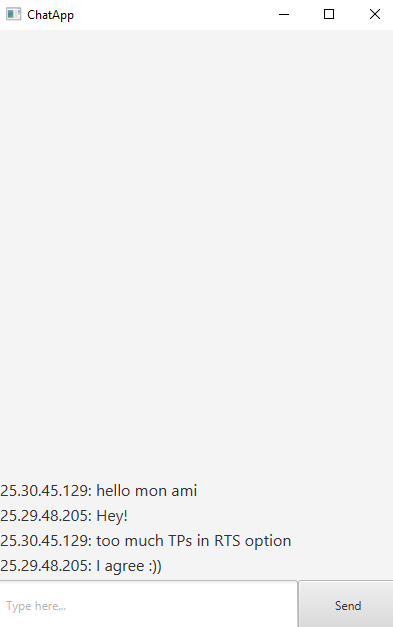 ChatApp
25.30.45.129: hello mon ami
25.29.48.205: Hey!
25.30.45.129: too much TPs in RTS option
25.29.48.205: I agree :))
Type here...
Send